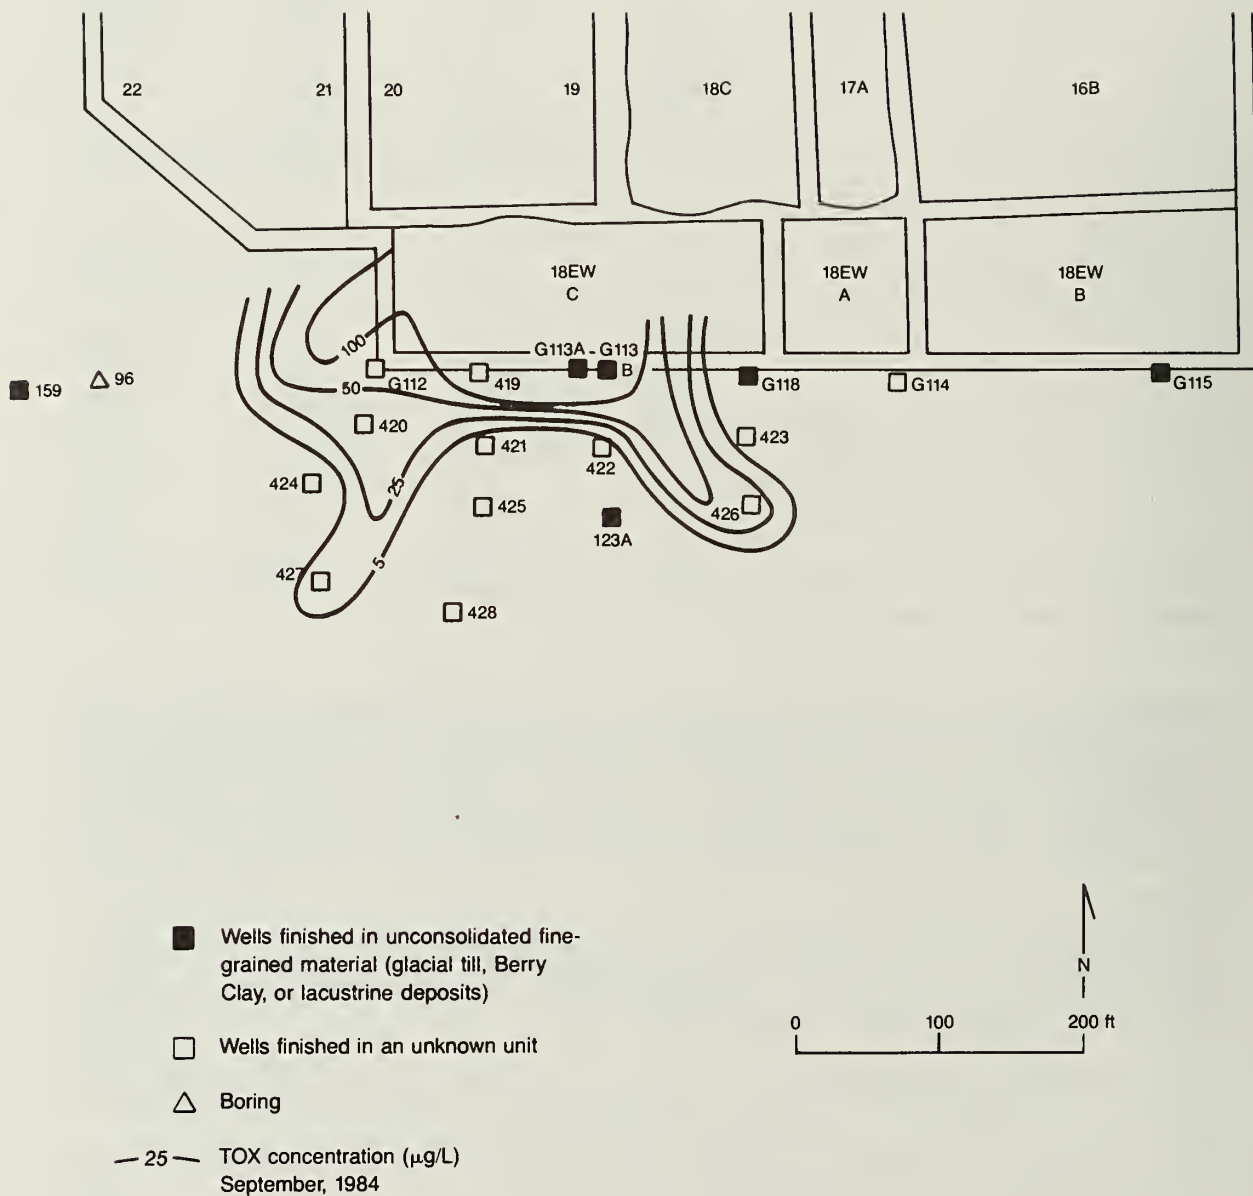 22
21
20
19
18C
17A
16B
18EW
C
18EW
A
18EW
B
100
G113A - G113
B
159
96
50
G112
419
G118
G114
G115
420
421
422
423
424
25
425
426
123A
427
5
428
Wells finished in unconsolidated fine-
grained material (glacial till, Berry
Clay, or lacustrine deposits)
Wells finished in an unknown unit
Boring
25 TOX concentration (µg/L)
September, 1984
N
0 100 200 ft